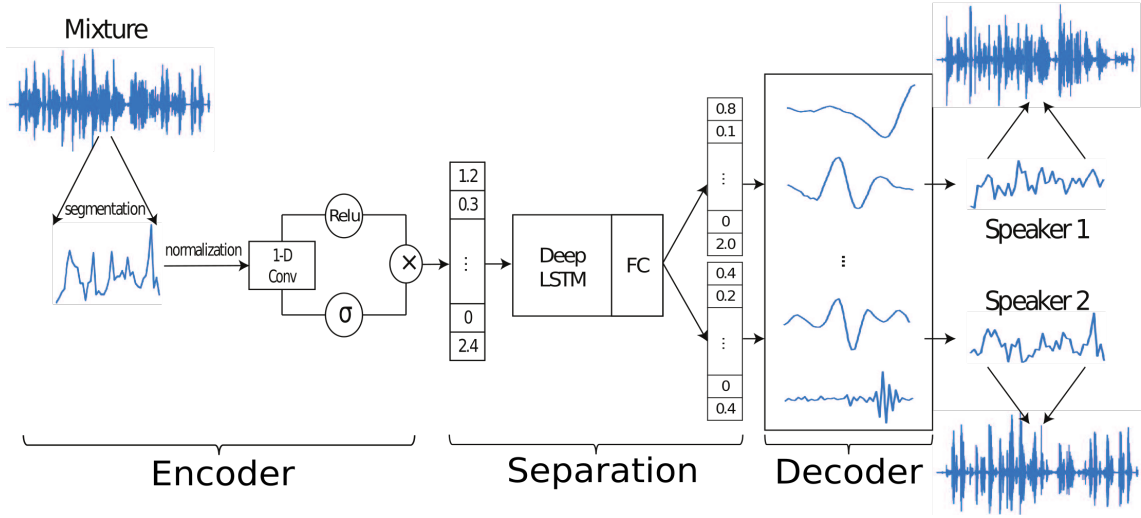 Mixture
segmentation
normalization
1-D
Conv
Relu
σ
×
1.2
0.3
...
0
2.4
Deep
LSTM
FC
0.8
0.1
...
0
2.0
0.4
0.2
...
0
0.4
...
Speaker 1
Speaker 2
Encoder
Separation
Decoder